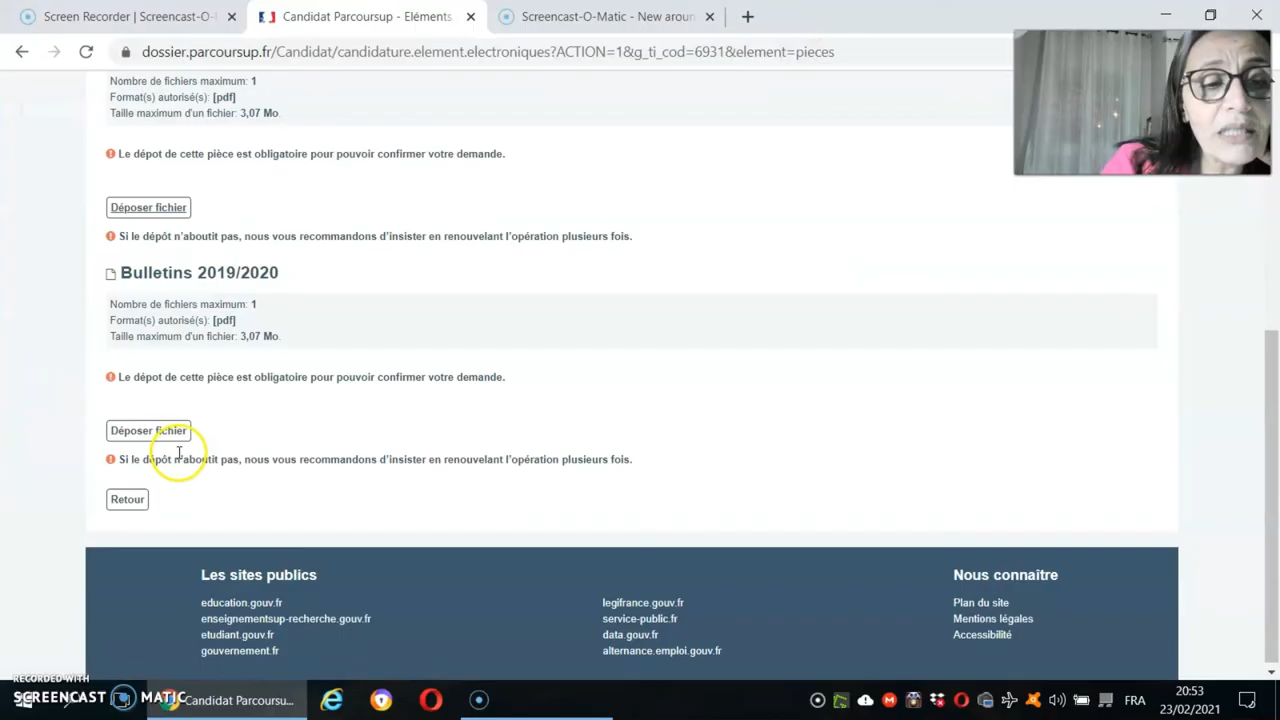 Screen Recorder | Screencast-O-
Candidat Parcoursup - Eléments
Screencast-O-Matic - New aroun
dossier.parcoursup.fr/Candidat/candidature.element.electroniques?ACTION=1&g_ti_cod=6931&element=pieces
Nombre de fichiers maximum: 1
Format(s) autorisé(s): [pdf]
Taille maximum d'un fichier: 3,07 Mo.
Le dépot de cette pièce est obligatoire pour pouvoir confirmer votre demande.
Déposer fichier
Si le dépôt n'aboutit pas, nous vous recommandons d'insister en renouvelant l'opération plusieurs fois.
Bulletins 2019/2020
Nombre de fichiers maximum: 1
Format(s) autorisé(s): [pdf]
Taille maximum d'un fichier: 3,07 Mo.
Le dépot de cette pièce est obligatoire pour pouvoir confirmer votre demande.
Déposer fichier
Si le dépôt n'aboutit pas, nous vous recommandons d'insister en renouvelant l'opération plusieurs fois.
Retour
Les sites publics
education.gouv.fr
enseignementsup-recherche.gouv.fr
etudiant.gouv.fr
gouvernement.fr
legifrance.gouv.fr
service-public.fr
data.gouv.fr
alternance.emploi.gouv.fr
Nous connaître
Plan du site
Mentions légales
Accessibilité
RECORDED WITH
SCREENCAST MATIC
Candidat Parcoursu...
FRA
20:53
23/02/2021